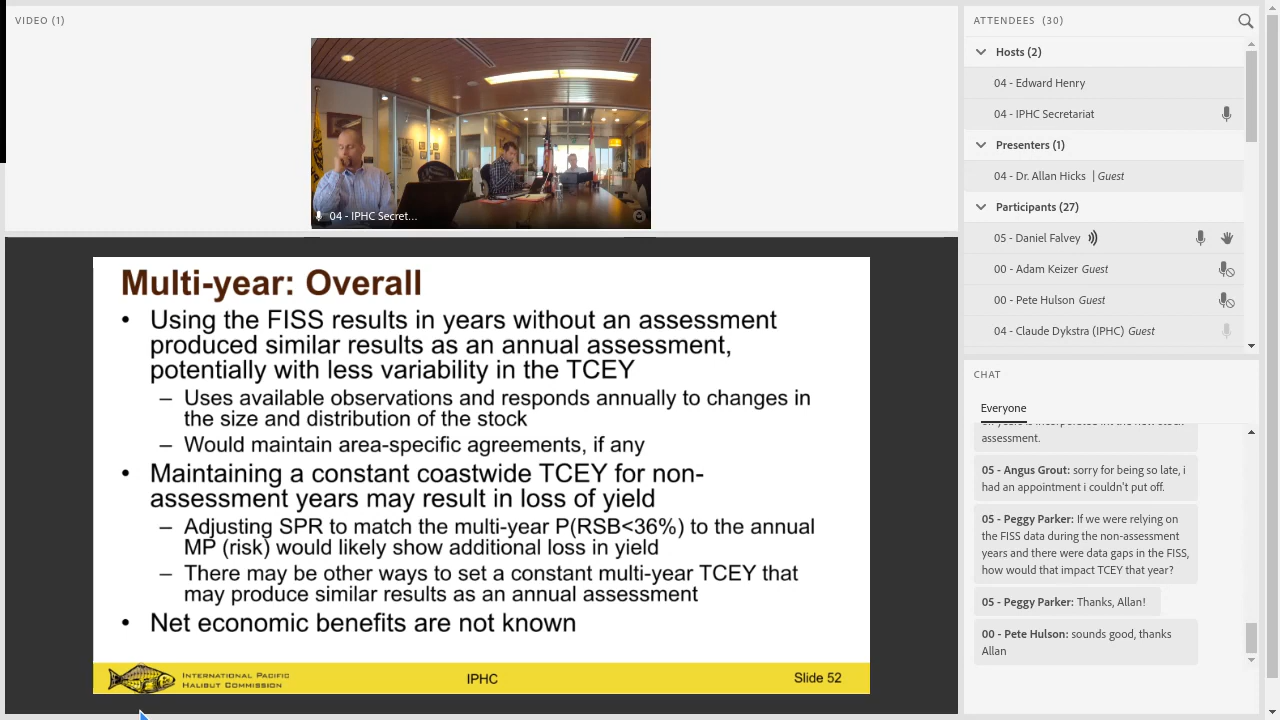 VIDEO (1)
04 - IPHC Secret...
Multi-year: Overall
• Using the FISS results in years without an assessment
produced similar results as an annual assessment,
potentially with less variability in the TCEY
– Uses available observations and responds annually to changes in
the size and distribution of the stock
– Would maintain area-specific agreements, if any
• Maintaining a constant coastwide TCEY for non-
assessment years may result in loss of yield
– Adjusting SPR to match the multi-year P(RSB<36%) to the annual
MP (risk) would likely show additional loss in yield
– There may be other ways to set a constant multi-year TCEY that
may produce similar results as an annual assessment
• Net economic benefits are not known
INTERNATIONAL PACIFIC
HALIBUT COMMISSION
IPHC
Slide 52
ATTENDEES (30)
Hosts (2)
04 - Edward Henry
04 - IPHC Secretariat
Presenters (1)
04 - Dr. Allan Hicks | Guest
Participants (27)
05 - Daniel Falvey
00 - Adam Keizer Guest
00 - Pete Hulson Guest
04 - Claude Dykstra (IPHC) Guest
CHAT
Everyone
assessment.
05 - Angus Grout: sorry for being so late, i
had an appointment i couldn't put off.
05 - Peggy Parker: If we were relying on
the FISS data during the non-assessment
years and there were data gaps in the FISS,
how would that impact TCEY that year?
05 - Peggy Parker: Thanks, Allan!
00 - Pete Hulson: sounds good, thanks
Allan